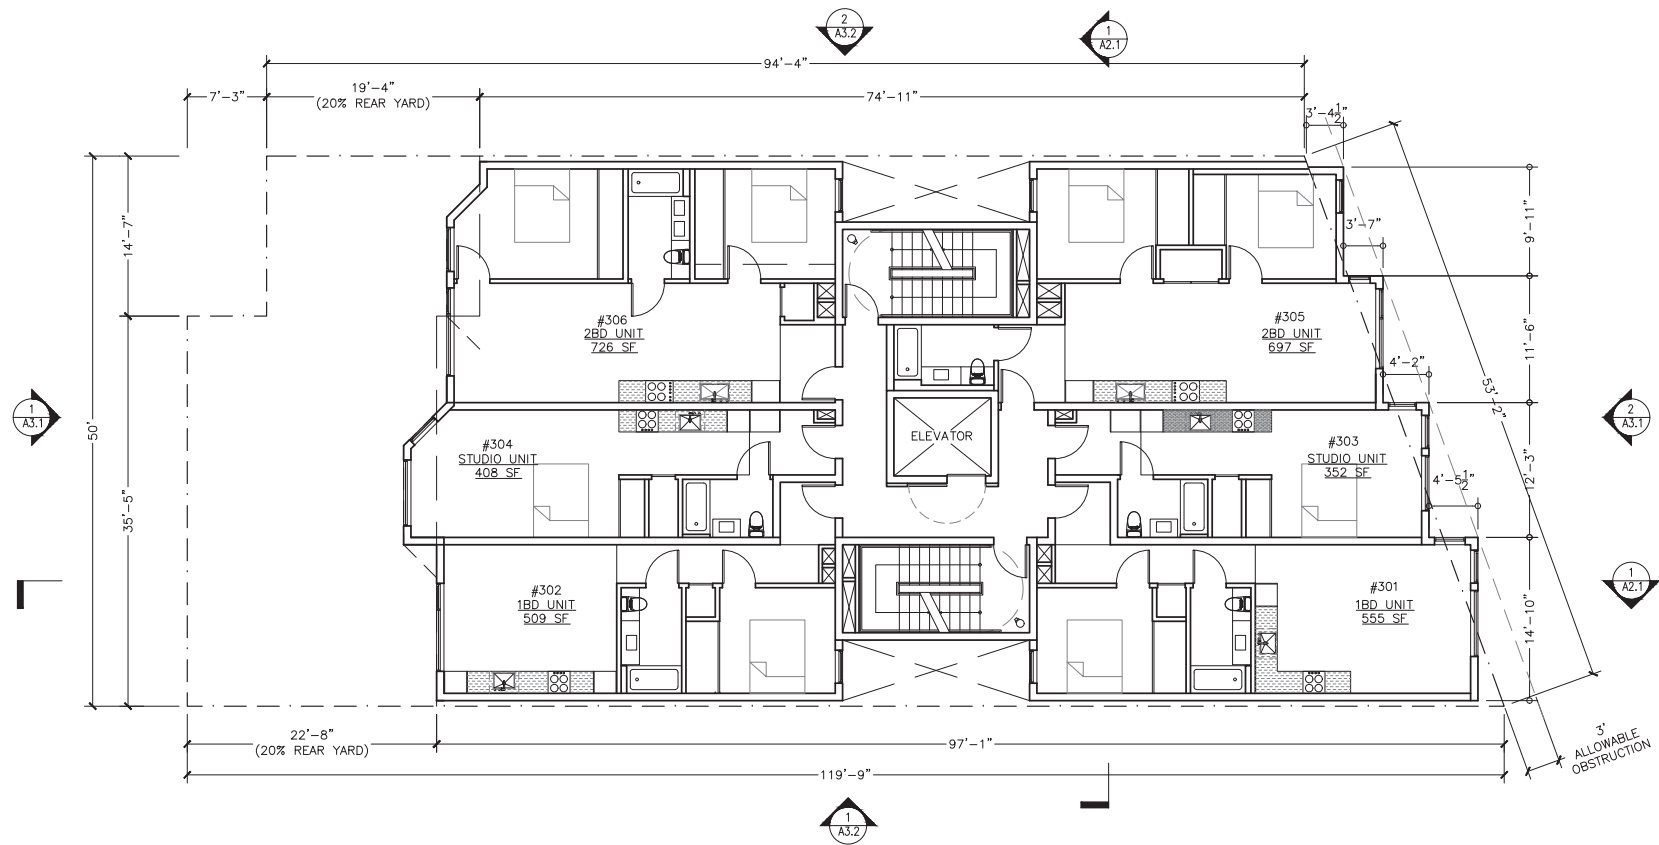 2
A3.2
1
A2.1
94'-4"
7'-3"
19'-4"
(20% REAR YARD)
74'-11"
3'-4½"
14'-7"
50'
35'-5"
9'-11"
3'-7"
11'-6"
4'-2"
53'-2"
12'-3"
4'-5½"
14'-10"
#306
2BD UNIT
726 SF
#305
2BD UNIT
697 SF
1
A3.1
2
A3.1
ELEVATOR
#304
STUDIO UNIT
408 SF
#303
STUDIO UNIT
352 SF
#302
1BD UNIT
509 SF
#301
1BD UNIT
555 SF
1
A2.1
22'-8"
(20% REAR YARD)
97'-1"
119'-9"
3'
ALLOWABLE
OBSTRUCTION
1
A3.2